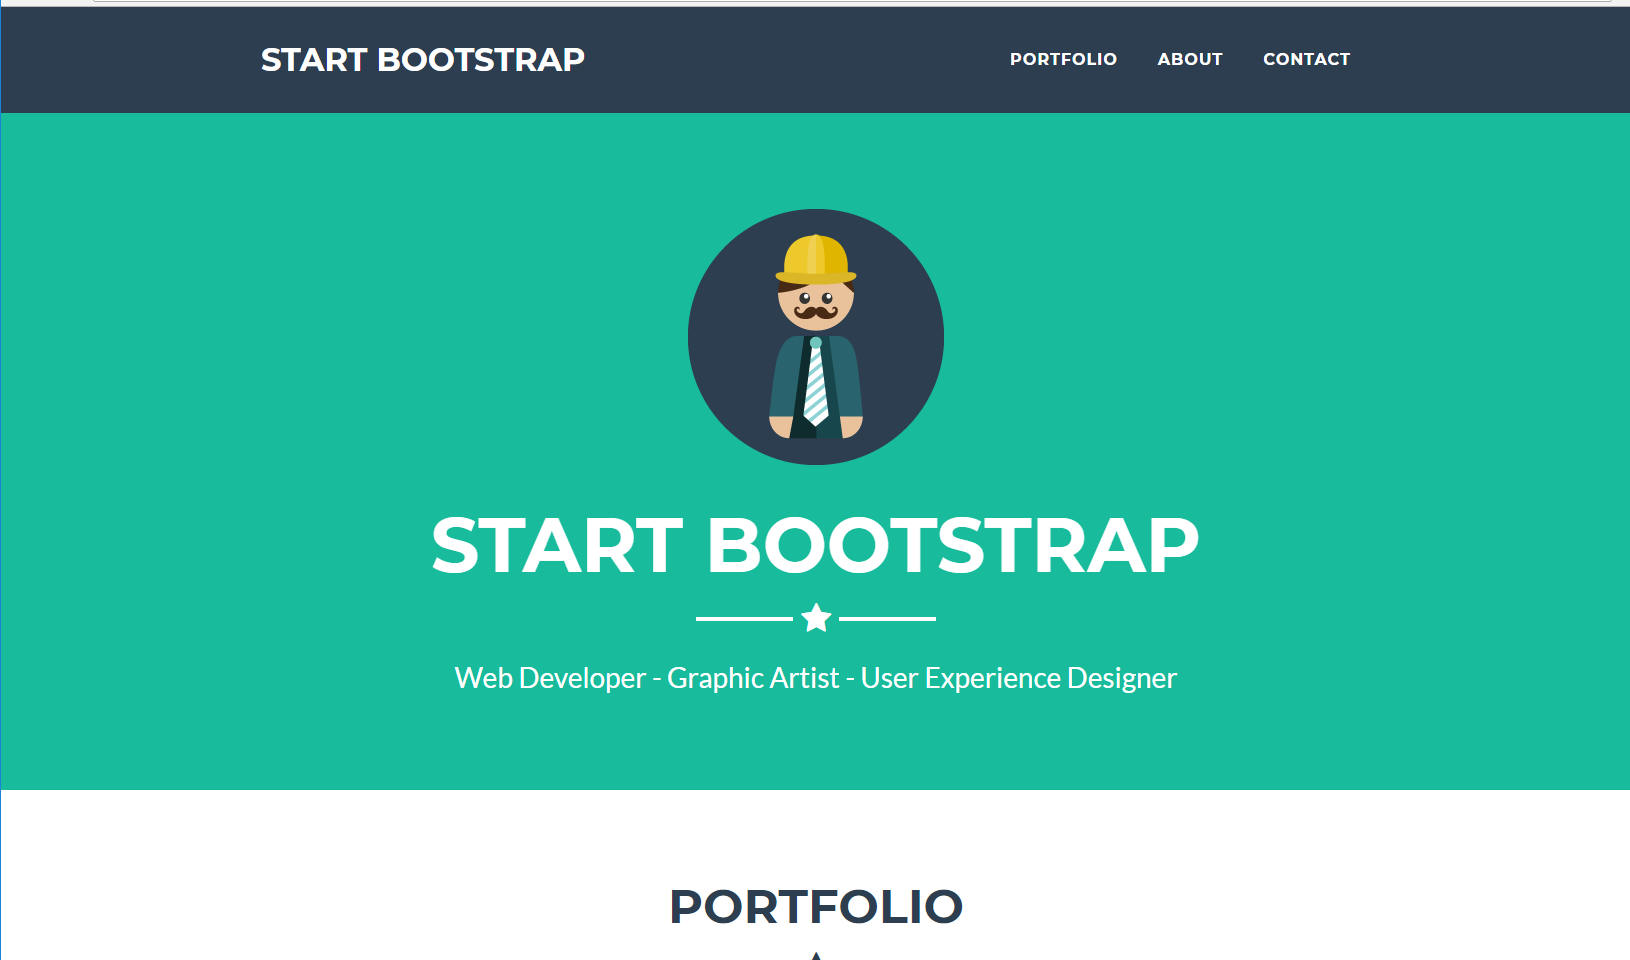 START BOOTSTRAP
PORTFOLIO ABOUT CONTACT
START BOOTSTRAP
Web Developer - Graphic Artist - User Experience Designer
PORTFOLIO